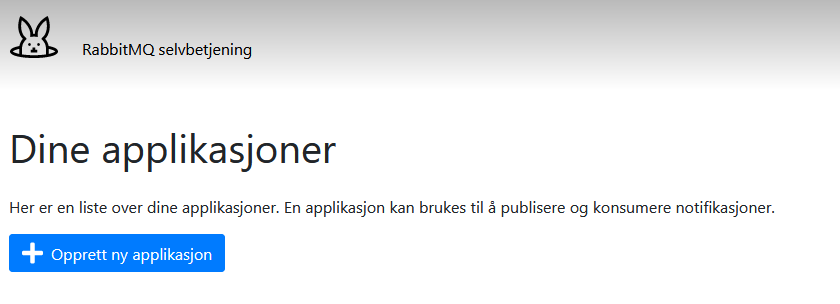 RabbitMQ selvbetjening
Dine applikasjoner
Her er en liste over dine applikasjoner. En applikasjon kan brukes til å publisere og konsumere notifikasjoner.
Opprett ny applikasjon